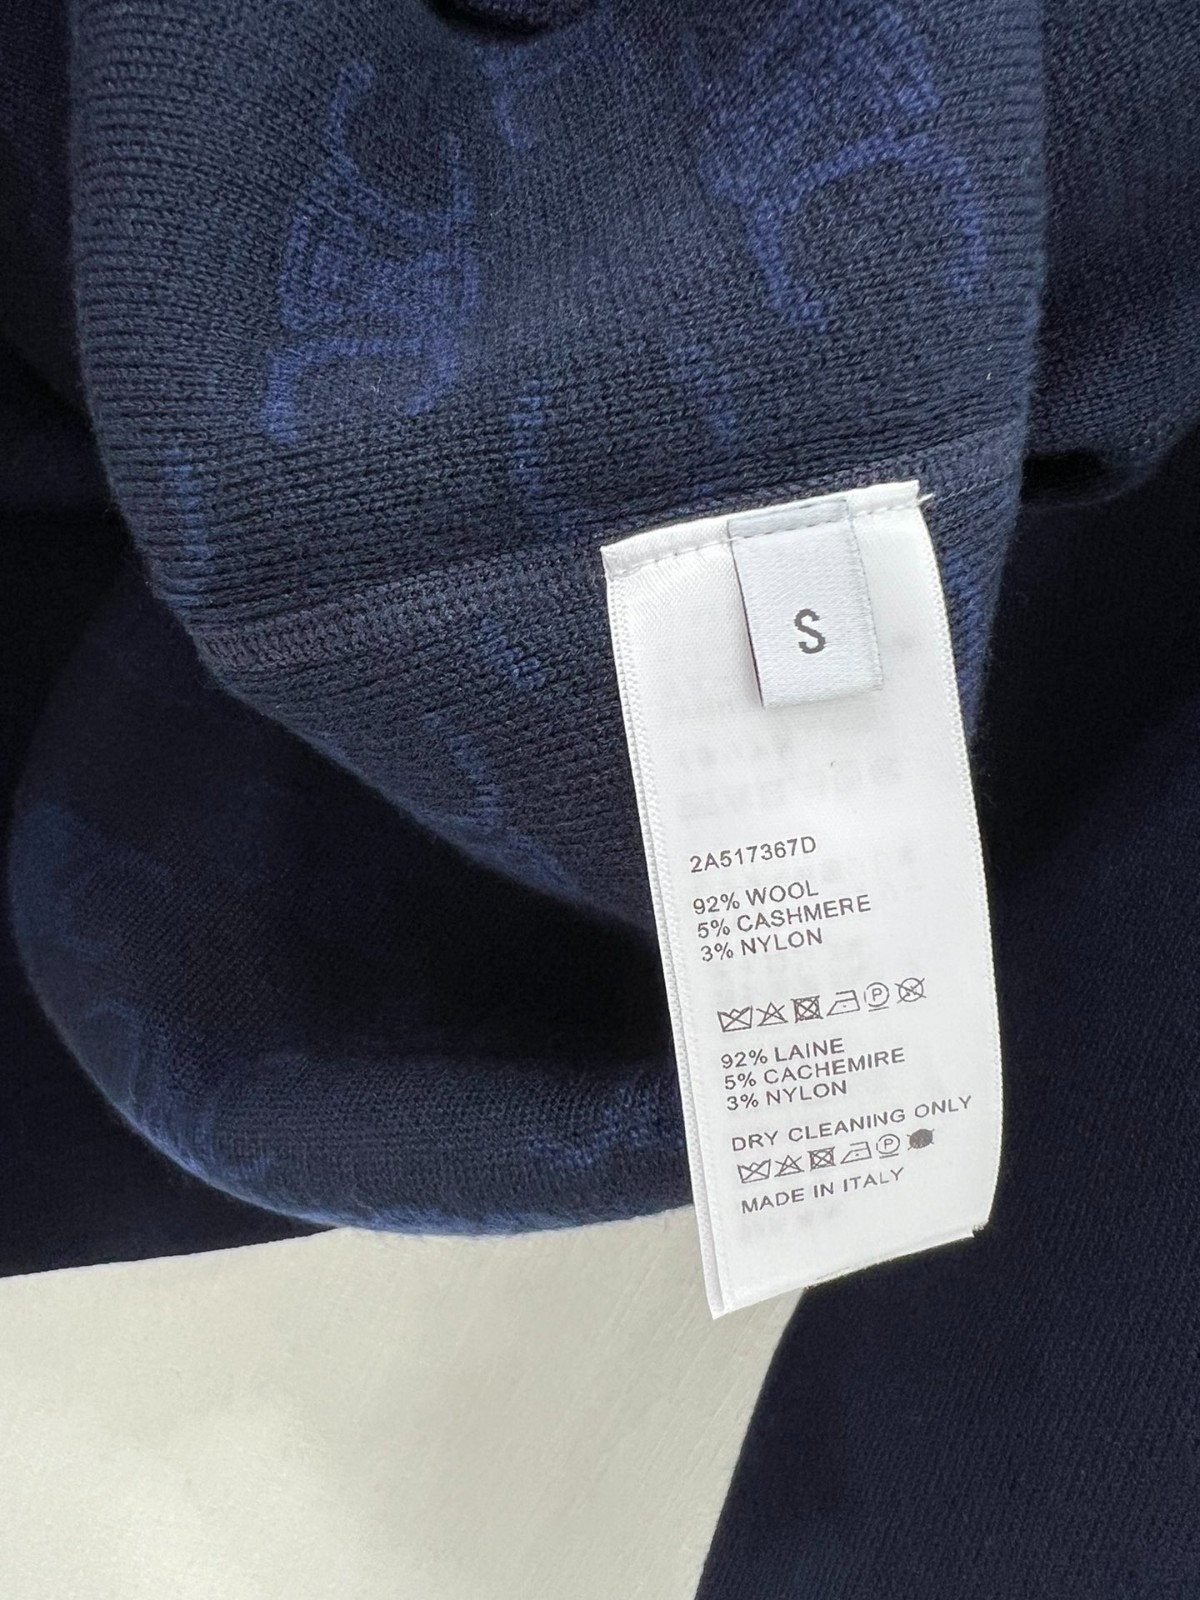 S
2A517367D
92% WOOL
5% CASHMERE
3% NYLON
P
92% LAINE
5% CACHEMIRE
3% NYLON
DRY CLEANING ONLY
P
MADE IN ITALY